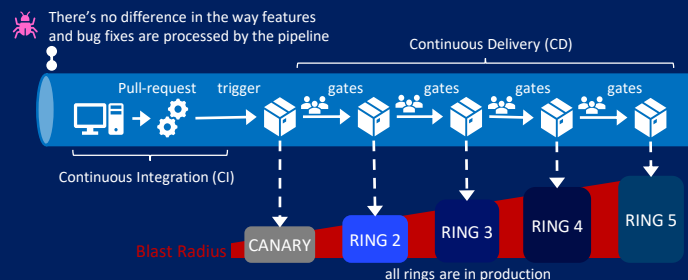 There's no difference in the way features
and bug fixes are processed by the pipeline
Continuous Delivery (CD)
Pull-request
trigger
gates
gates
gates
gates
Continuous Integration (CI)
Blast Radius
CANARY
RING 2
RING 3
RING 4
RING 5
all rings are in production